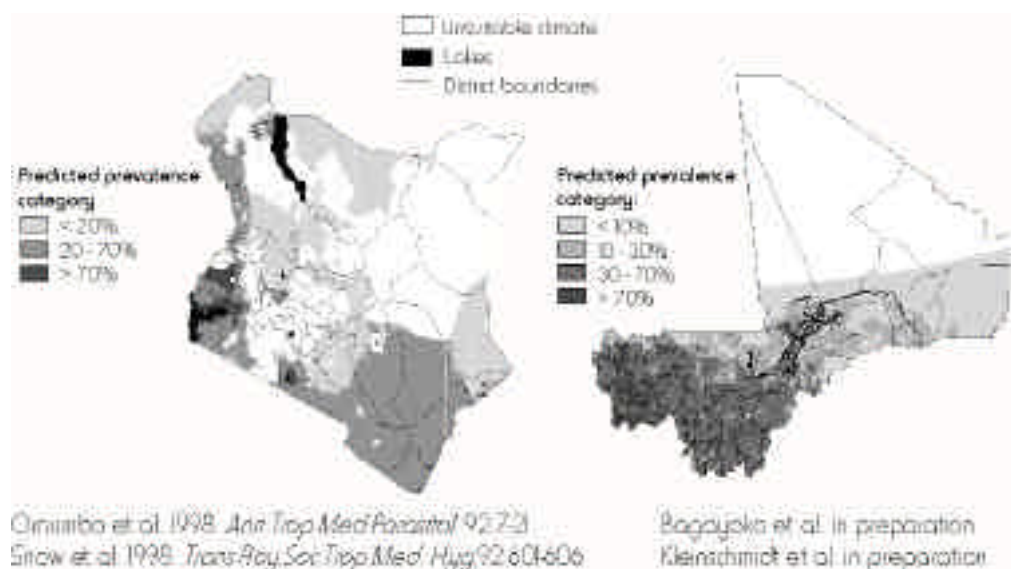 Unsuitable climate
Lakes
District boundaries
Predicted prevalence
category
< 20%
20 - 70%
> 70%
Predicted prevalence
category:
< 10%
10 - 30%
30 - 70%
> 70%
et al. 1998. Ann Trop Med Parasitol 92:7-21
Snow et al. 1998. Trans Roy Soc Trop Med Hyg 92:601-606
Bagayoko et al. in preparation
Kleinschmidt et al. in preparation